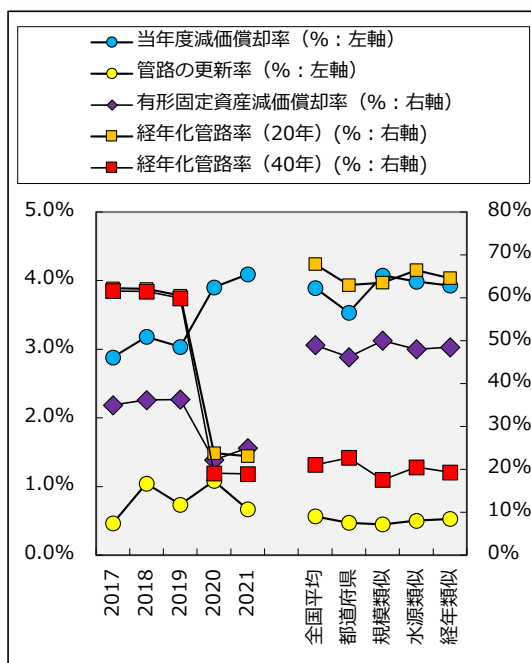 当年度減価償却率（%：左軸）
管路の更新率（%：左軸）
有形固定資産減価償却率（%：右軸）
経年化管路率（20年）(%：右軸)
経年化管路率（40年）(%：右軸)
5.0%
4.0%
3.0%
2.0%
1.0%
0.0%
80%
70%
60%
50%
40%
30%
20%
10%
0%
2017
2018
2019
2020
2021
全国平均
都道府県
規模類似
水源類似
経年類似